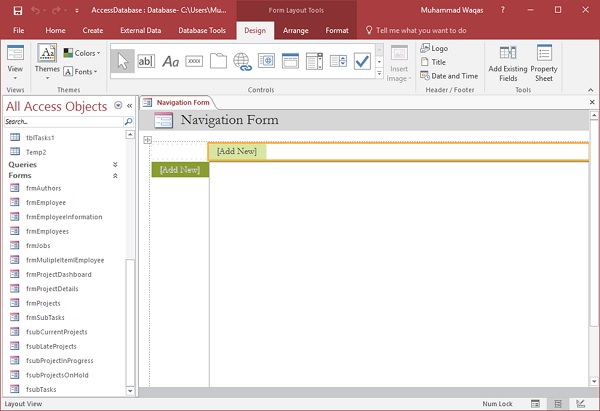 AccessDatabase : Database- C:\Users\Mu... Form Layout Tools Muhammad Waqas
File Home Create External Data Database Tools Design Arrange Format Tell me what you want to do
View Themes Colors Fonts ab Aa xxxx Insert Image Logo Title Date and Time Add Existing Fields Property Sheet
Views Themes Controls Header / Footer Tools
All Access Objects
Search...
tblTasks1
Temp2
Queries
Forms
frmAuthors
frmEmployee
frmEmployeeInformation
frmEmployees
frmJobs
frmMulipleItemEmployee
frmProjectDashboard
frmProjectDetails
frmProjects
frmSubTasks
fsubCurrentProjects
fsubLateProjects
fsubProjectInProgress
fsubProjectsOnHold
fsubTasks
Navigation Form
Navigation Form
[Add New]
[Add New]
Layout View Num Lock